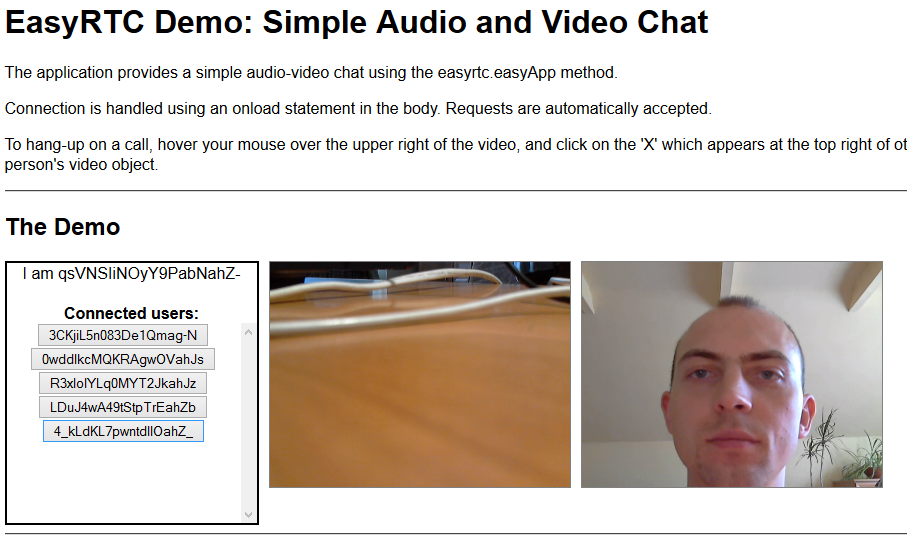 EasyRTC Demo: Simple Audio and Video Chat
The application provides a simple audio-video chat using the easyrtc.easyApp method.
Connection is handled using an onload statement in the body. Requests are automatically accepted.
To hang-up on a call, hover your mouse over the upper right of the video, and click on the 'X' which appears at the top right of ot
person's video object.
The Demo
I am qsVNSIiNOyY9PabNahZ-
Connected users:
3CKjiL5n083De1Qmag-N
0wddlkcMQKRAgwOVahJs
R3xloIYLq0MYT2JkahJz
LDuJ4wA49tStpTrEahZb
4_kLdKL7pwntdIlOahZ_